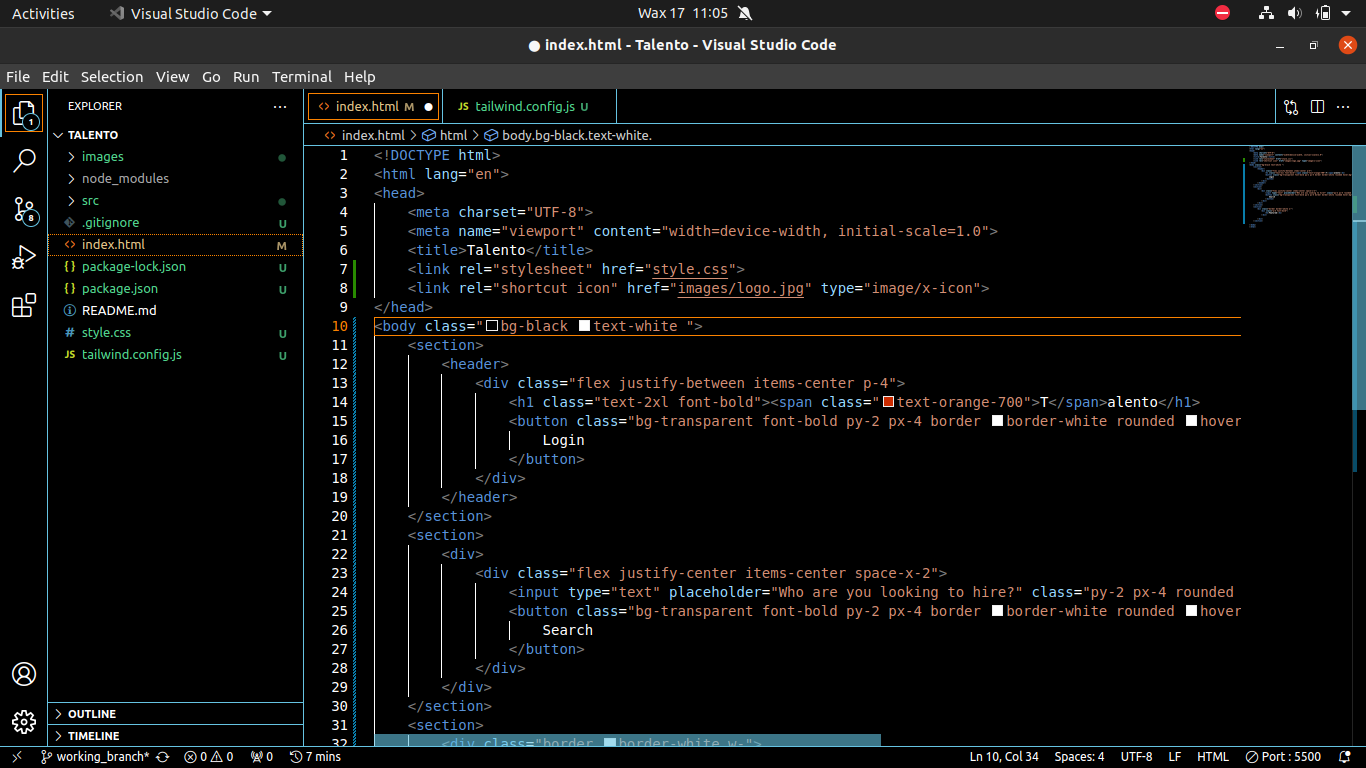 Activities Visual Studio Code Wax 17 11:05
● index.html - Talento - Visual Studio Code
File Edit Selection View Go Run Terminal Help
EXPLORER
TALENTO
images
node_modules
src
.gitignore U
index.html M
package-lock.json U
package.json U
README.md
style.css U
tailwind.config.js U
OUTLINE
TIMELINE
1
8
index.html M JS tailwind.config.js U
index.html > html > body.bg-black.text-white.
1 <!DOCTYPE html>
2 <html lang="en">
3 <head>
4 <meta charset="UTF-8">
5 <meta name="viewport" content="width=device-width, initial-scale=1.0">
6 <title>Talento</title>
7 <link rel="stylesheet" href="style.css">
8 <link rel="shortcut icon" href="images/logo.jpg" type="image/x-icon">
9 </head>
10 <body class="bg-black text-white ">
11 <section>
12 <header>
13 <div class="flex justify-between items-center p-4">
14 <h1 class="text-2xl font-bold"><span class="text-orange-700">T</span>alento</h1>
15 <button class="bg-transparent font-bold py-2 px-4 border border-white rounded hover
16 Login
17 </button>
18 </div>
19 </header>
20 </section>
21 <section>
22 <div>
23 <div class="flex justify-center items-center space-x-2">
24 <input type="text" placeholder="Who are you looking to hire?" class="py-2 px-4 rounded
25 <button class="bg-transparent font-bold py-2 px-4 border border-white rounded hover
26 Search
27 </button>
28 </div>
29 </div>
30 </section>
31 <section>
32 <div class="border border-white w-">
working_branch* 0 0 0 7 mins Ln 10, Col 34 Spaces: 4 UTF-8 LF HTML Port : 5500